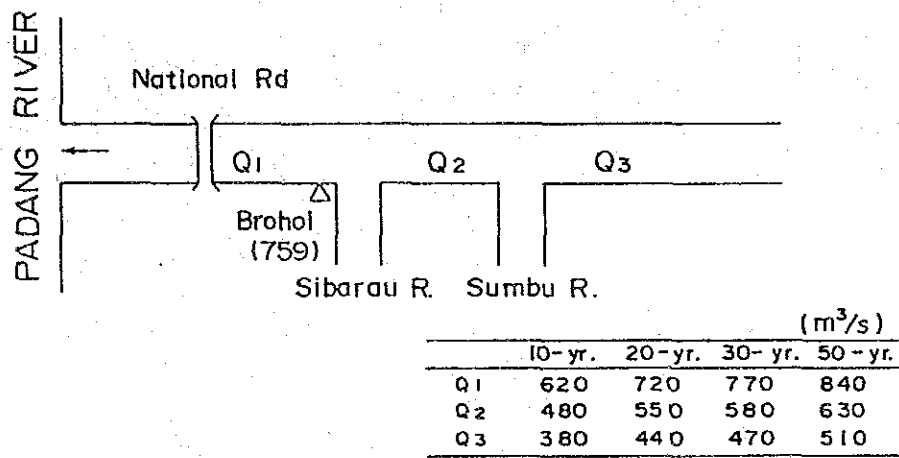 PADANG RIVER
National Rd
Q1 Q2 Q3
Brohol
(759)
Sibarau R. Sumbu R.
(m³/s)
10-yr. 20-yr. 30-yr. 50-yr.
Q1 620 720 770 840
Q2 480 550 580 630
Q3 380 440 470 510